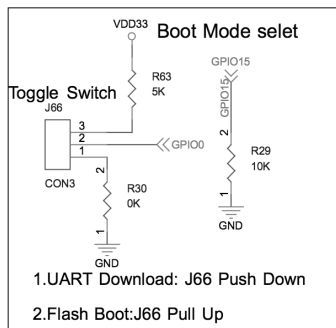 VDD33
Boot Mode selet
GPIO15
R63
5K
Toggle Switch
J66
GPIO15
3
2
1
GPIO0
2
R29
10K
CON3
2
R30
0K
1
GND
1
GND
1.UART Download: J66 Push Down
2.Flash Boot:J66 Pull Up